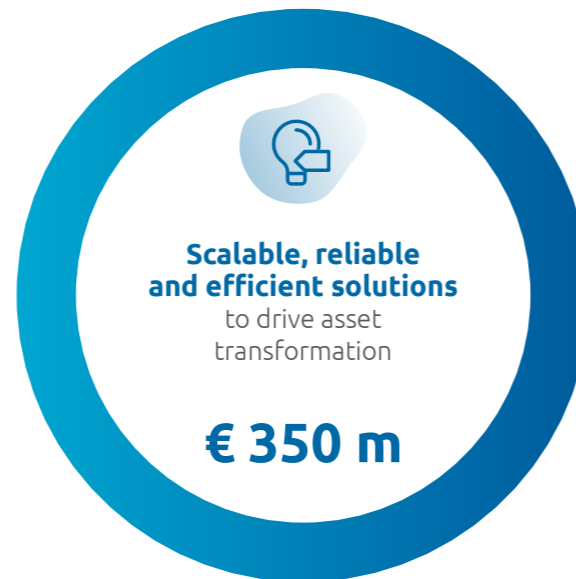 Scalable, reliable
and efficient solutions
to drive asset
transformation
€ 350 m